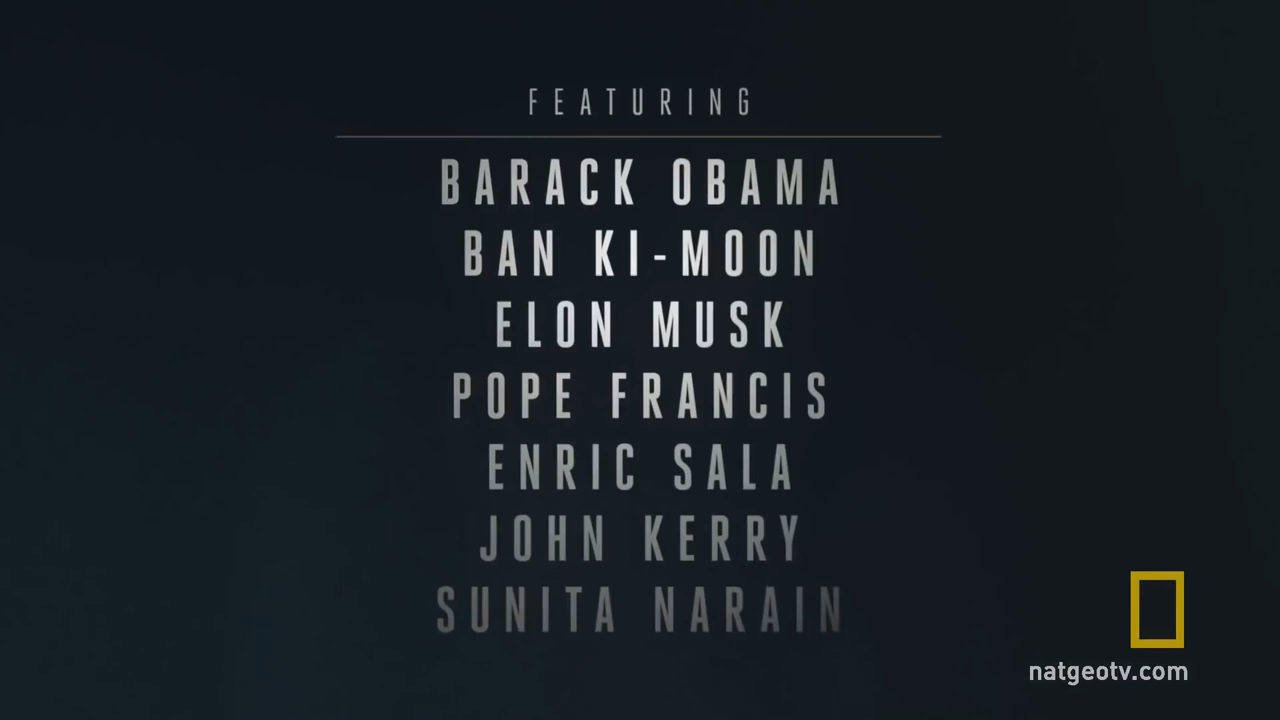 FEATURING
BARACK OBAMA
BAN KI-MOON
ELON MUSK
POPE FRANCIS
ENRIC SALA
JOHN KERRY
SUNITA NARAIN
natgeotv.com